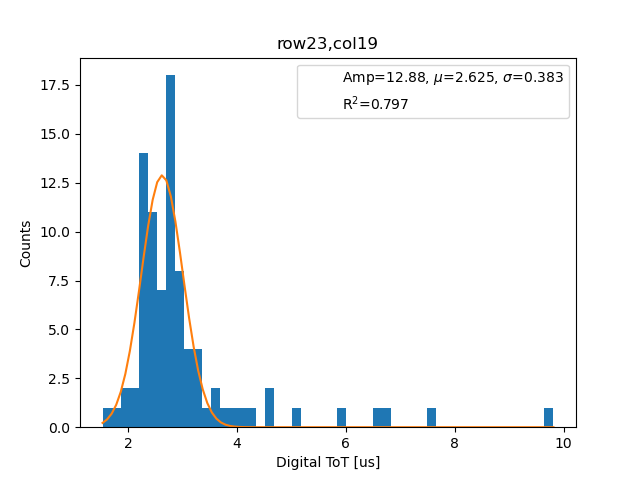 row23,col19
Amp=12.88, μ=2.625, σ=0.383
R²=0.797
17.5
15.0
12.5
10.0
7.5
5.0
2.5
0.0
Counts
2 4 6 8 10
Digital ToT [us]